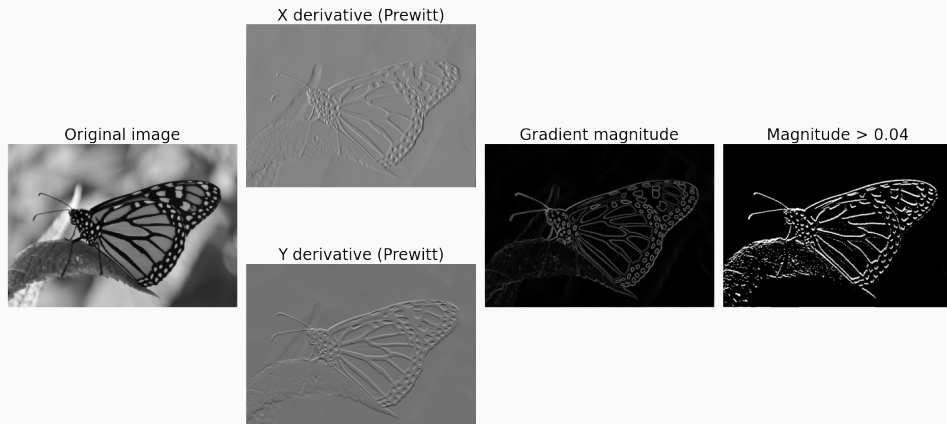 X derivative (Prewitt)
Original image
Gradient magnitude
Magnitude > 0.04
Y derivative (Prewitt)